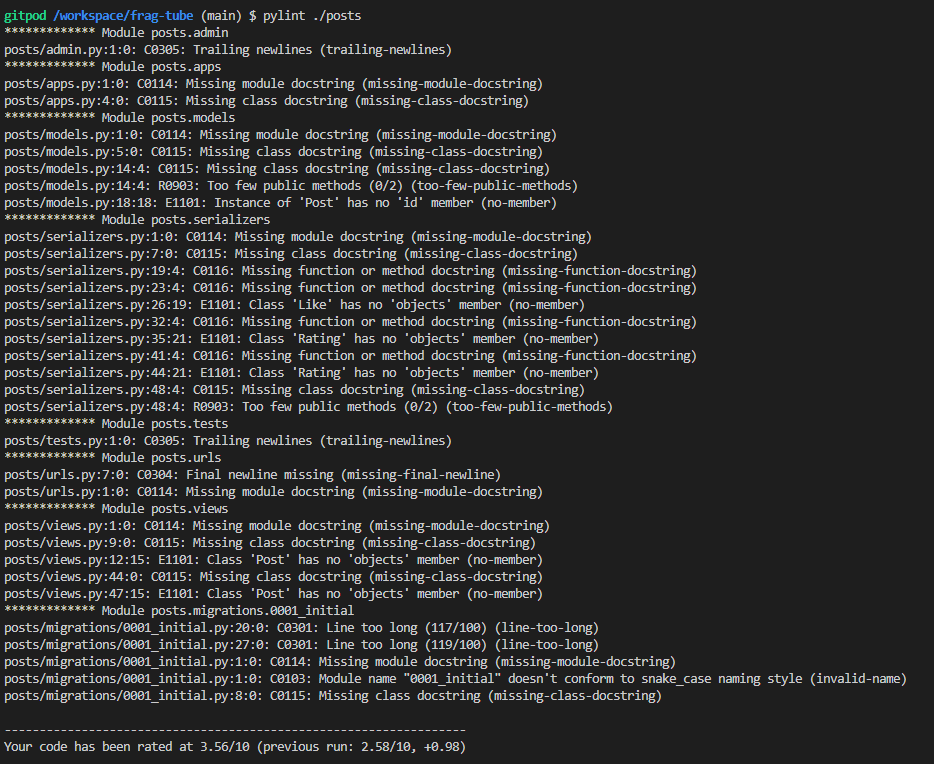 gitpod /workspace/frag-tube (main) $ pylint ./posts
************* Module posts.admin
posts/admin.py:1:0: C0305: Trailing newlines (trailing-newlines)
************* Module posts.apps
posts/apps.py:1:0: C0114: Missing module docstring (missing-module-docstring)
posts/apps.py:4:0: C0115: Missing class docstring (missing-class-docstring)
************* Module posts.models
posts/models.py:1:0: C0114: Missing module docstring (missing-module-docstring)
posts/models.py:5:0: C0115: Missing class docstring (missing-class-docstring)
posts/models.py:14:4: C0115: Missing class docstring (missing-class-docstring)
posts/models.py:14:4: R0903: Too few public methods (0/2) (too-few-public-methods)
posts/models.py:18:18: E1101: Instance of 'Post' has no 'id' member (no-member)
************* Module posts.serializers
posts/serializers.py:1:0: C0114: Missing module docstring (missing-module-docstring)
posts/serializers.py:7:0: C0115: Missing class docstring (missing-class-docstring)
posts/serializers.py:19:4: C0116: Missing function or method docstring (missing-function-docstring)
posts/serializers.py:23:4: C0116: Missing function or method docstring (missing-function-docstring)
posts/serializers.py:26:19: E1101: Class 'Like' has no 'objects' member (no-member)
posts/serializers.py:32:4: C0116: Missing function or method docstring (missing-function-docstring)
posts/serializers.py:35:21: E1101: Class 'Rating' has no 'objects' member (no-member)
posts/serializers.py:41:4: C0116: Missing function or method docstring (missing-function-docstring)
posts/serializers.py:44:21: E1101: Class 'Rating' has no 'objects' member (no-member)
posts/serializers.py:48:4: C0115: Missing class docstring (missing-class-docstring)
posts/serializers.py:48:4: R0903: Too few public methods (0/2) (too-few-public-methods)
************* Module posts.tests
posts/tests.py:1:0: C0305: Trailing newlines (trailing-newlines)
************* Module posts.urls
posts/urls.py:7:0: C0304: Final newline missing (missing-final-newline)
posts/urls.py:1:0: C0114: Missing module docstring (missing-module-docstring)
************* Module posts.views
posts/views.py:1:0: C0114: Missing module docstring (missing-module-docstring)
posts/views.py:9:0: C0115: Missing class docstring (missing-class-docstring)
posts/views.py:12:15: E1101: Class 'Post' has no 'objects' member (no-member)
posts/views.py:44:0: C0115: Missing class docstring (missing-class-docstring)
posts/views.py:47:15: E1101: Class 'Post' has no 'objects' member (no-member)
************* Module posts.migrations.0001_initial
posts/migrations/0001_initial.py:20:0: C0301: Line too long (117/100) (line-too-long)
posts/migrations/0001_initial.py:27:0: C0301: Line too long (119/100) (line-too-long)
posts/migrations/0001_initial.py:1:0: C0114: Missing module docstring (missing-module-docstring)
posts/migrations/0001_initial.py:1:0: C0103: Module name "0001_initial" doesn't conform to snake_case naming style (invalid-name)
posts/migrations/0001_initial.py:8:0: C0115: Missing class docstring (missing-class-docstring)
------------------------------------------------------------------
Your code has been rated at 3.56/10 (previous run: 2.58/10, +0.98)